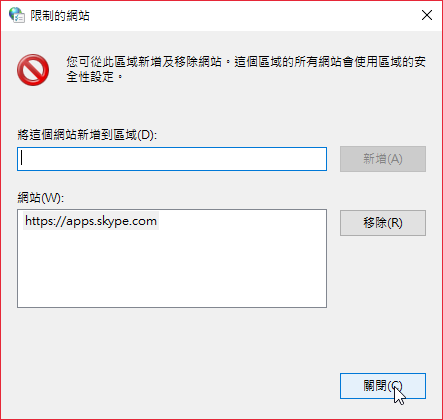 限制的網站
您可從此區域新增及移除網站。這個區域的所有網站會使用區域的安
全性設定。
將這個網站新增到區域(D):
新增(A)
網站(W):
https://apps.skype.com
移除(R)
關閉(C)